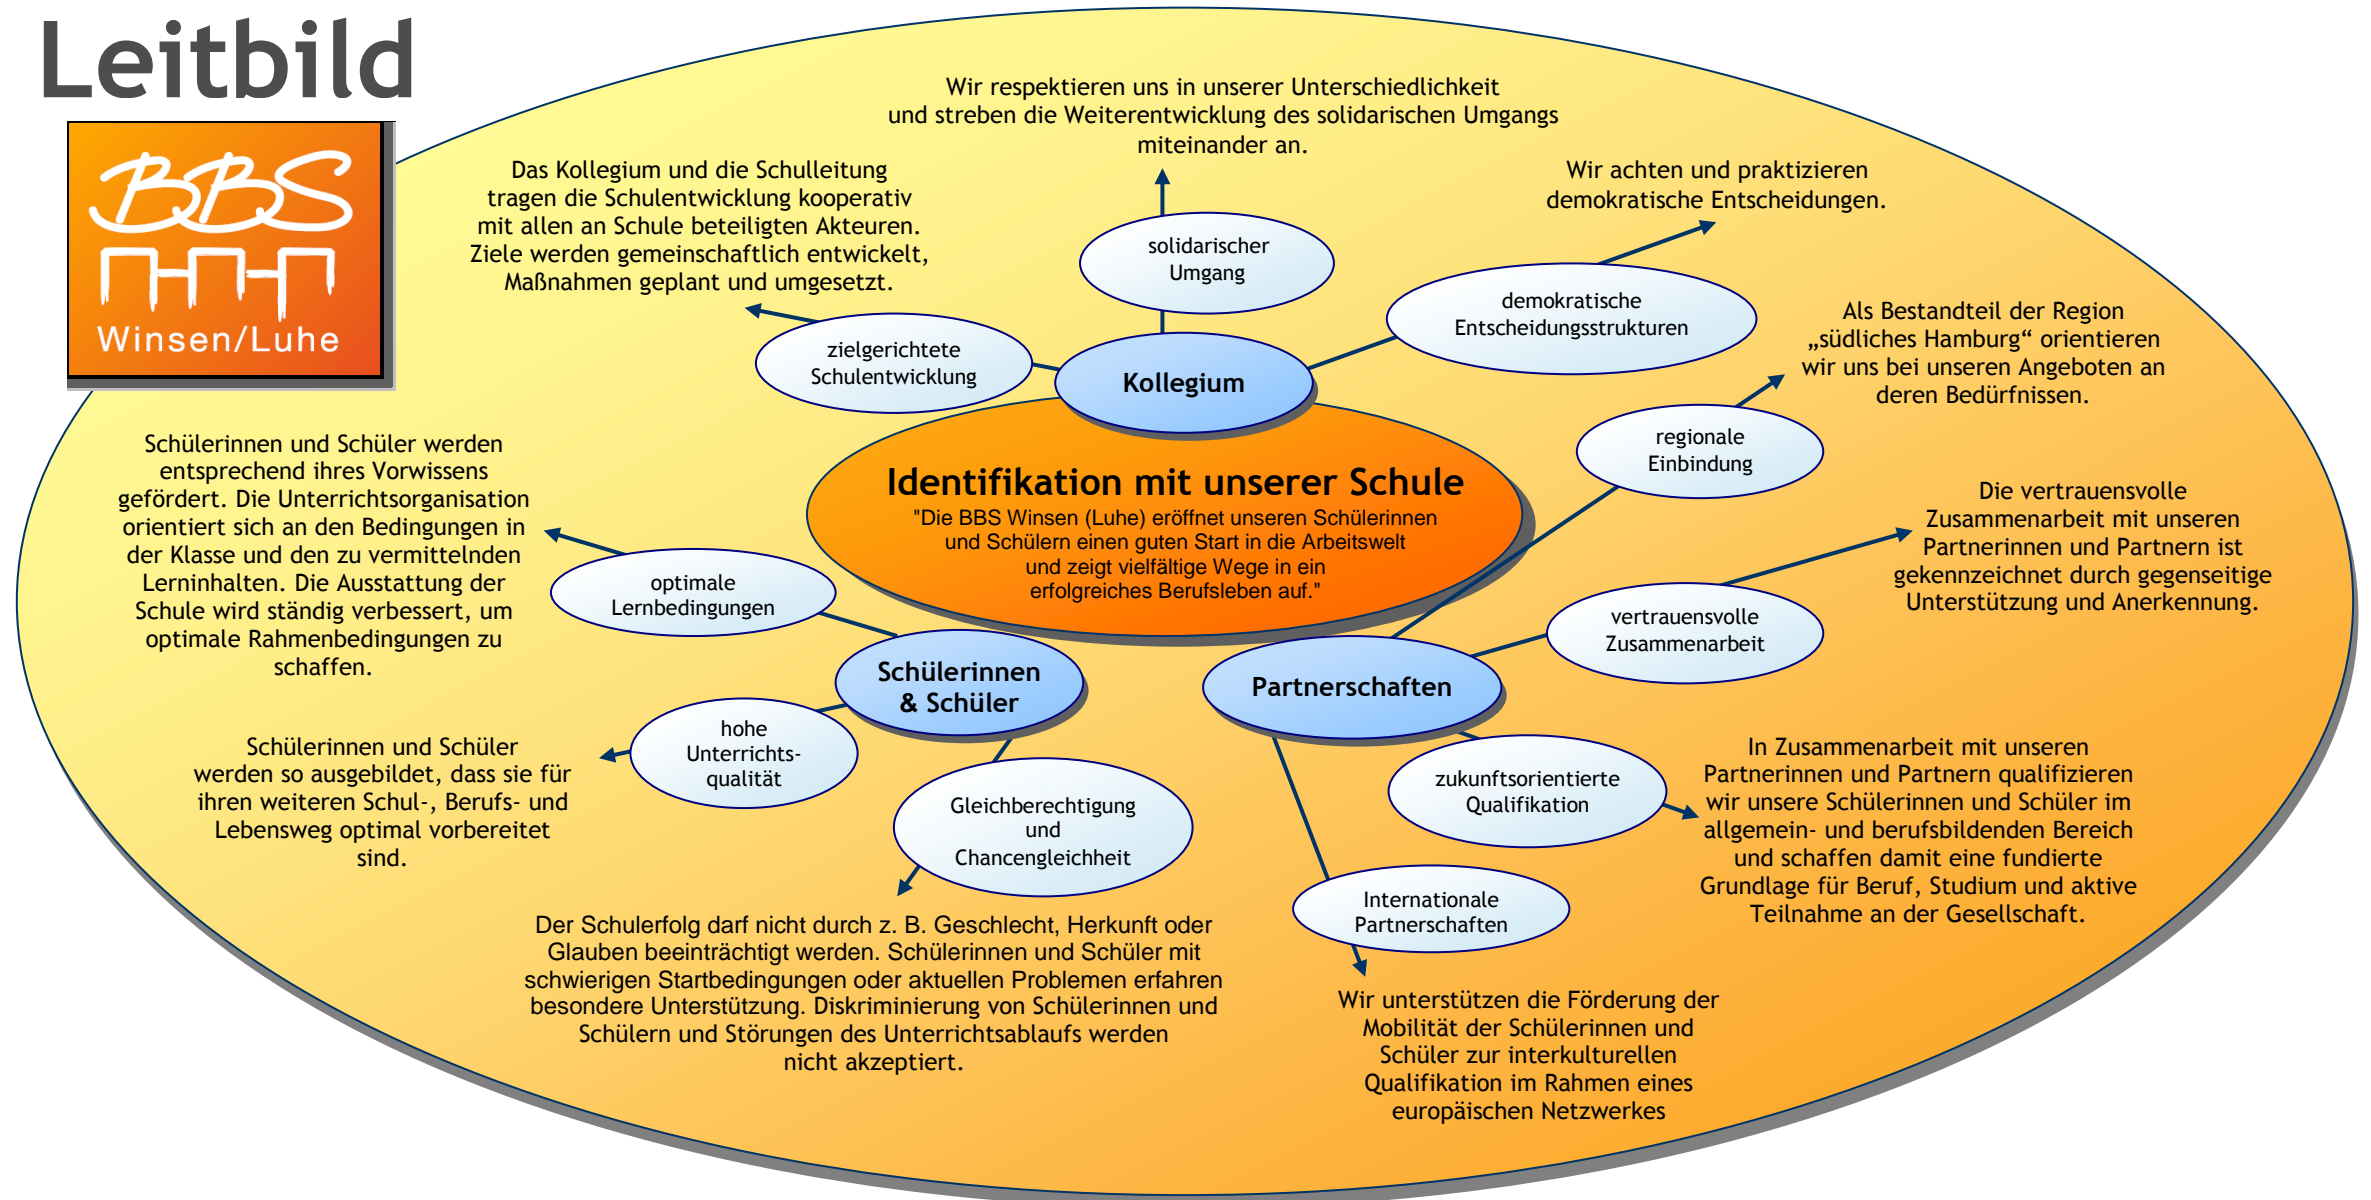 Leitbild
BBS
Winsen/Luhe
Wir respektieren uns in unserer Unterschiedlichkeit
und streben die Weiterentwicklung des solidarischen Umgangs
miteinander an.
Das Kollegium und die Schulleitung
tragen die Schulentwicklung kooperativ
mit allen an Schule beteiligten Akteuren.
Ziele werden gemeinschaftlich entwickelt,
Maßnahmen geplant und umgesetzt.
Wir achten und praktizieren
demokratische Entscheidungen.
solidarischer
Umgang
demokratische
Entscheidungsstrukturen
zielgerichtete
Schulentwicklung
Kollegium
Als Bestandteil der Region
„südliches Hamburg“ orientieren
wir uns bei unseren Angeboten an
deren Bedürfnissen.
regionale
Einbindung
Identifikation mit unserer Schule
"Die BBS Winsen (Luhe) eröffnet unseren Schülerinnen
und Schülern einen guten Start in die Arbeitswelt
und zeigt vielfältige Wege in ein
erfolgreiches Berufsleben auf."
Schülerinnen und Schüler werden
entsprechend ihres Vorwissens
gefördert. Die Unterrichtsorganisation
orientiert sich an den Bedingungen in
der Klasse und den zu vermittelnden
Lerninhalten. Die Ausstattung der
Schule wird ständig verbessert, um
optimale Rahmenbedingungen zu
schaffen.
optimale
Lernbedingungen
Die vertrauensvolle
Zusammenarbeit mit unseren
Partnerinnen und Partnern ist
gekennzeichnet durch gegenseitige
Unterstützung und Anerkennung.
vertrauensvolle
Zusammenarbeit
Schülerinnen
& Schüler
Partnerschaften
hohe
Unterrichts-
qualität
Schülerinnen und Schüler
werden so ausgebildet, dass sie für
ihren weiteren Schul-, Berufs- und
Lebensweg optimal vorbereitet
sind.
Gleichberechtigung
und
Chancengleichheit
zukunftsorientierte
Qualifikation
In Zusammenarbeit mit unseren
Partnerinnen und Partnern qualifizieren
wir unsere Schülerinnen und Schüler im
allgemein- und berufsbildenden Bereich
und schaffen damit eine fundierte
Grundlage für Beruf, Studium und aktive
Teilnahme an der Gesellschaft.
Internationale
Partnerschaften
Der Schulerfolg darf nicht durch z. B. Geschlecht, Herkunft oder
Glauben beeinträchtigt werden. Schülerinnen und Schüler mit
schwierigen Startbedingungen oder aktuellen Problemen erfahren
besondere Unterstützung. Diskriminierung von Schülerinnen und
Schülern und Störungen des Unterrichtsablaufs werden
nicht akzeptiert.
Wir unterstützen die Förderung der
Mobilität der Schülerinnen und
Schüler zur interkulturellen
Qualifikation im Rahmen eines
europäischen Netzwerkes